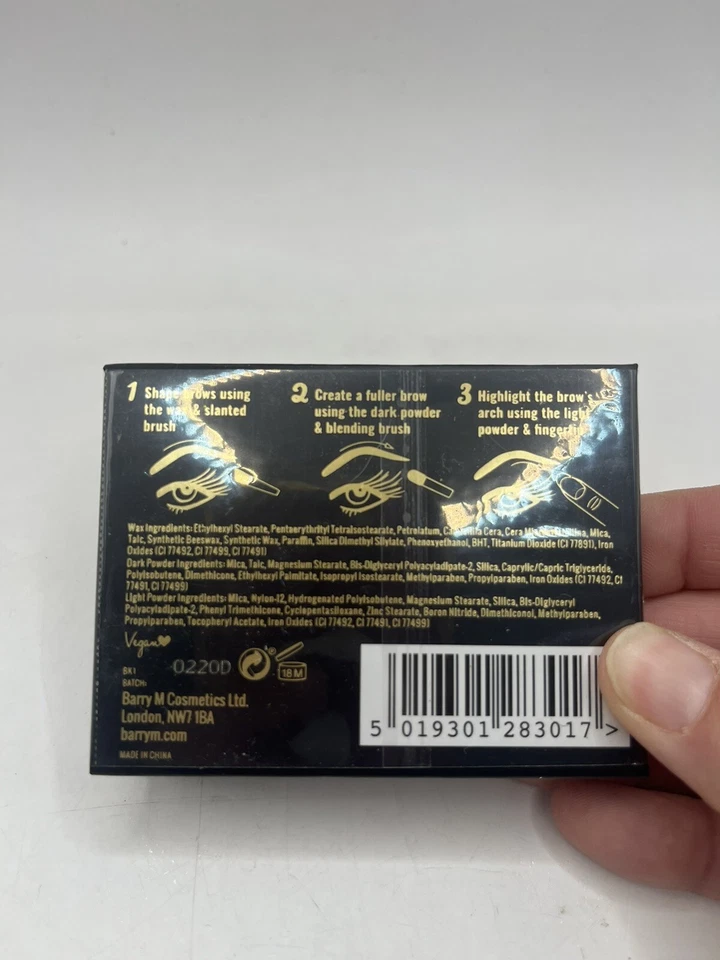 1 Shape brows using
the wax & slanted
brush
2 Create a fuller brow
using the dark powder
& blending brush
3 Highlight the brow's
arch using the light
powder & fingertip
Wax Ingredients: Ethylhexyl Stearate, Pentaerythrityl Tetraisostearate, Petrolatum, Cera, Cera Mica,
Talc, Synthetic Beeswax, Synthetic Wax, Paraffin, Silica Dimethyl Silylate, Phenoxyethanol, BHT, Titanium Dioxide (CI 77891), Iron
Oxides (CI 77492, CI 77499, CI 77491)
Dark Powder Ingredients: Mica, Talc, Magnesium Stearate, Bis-Diglyceryl Polyacyladipate-2, Silica, Caprylic/Capric Triglyceride,
Polyisobutene, Dimethicone, Ethylhexyl Palmitate, Isopropyl Isostearate, Methylparaben, Propylparaben, Iron Oxides (CI 77492, CI
77491, CI 77499)
Light Powder Ingredients: Mica, Nylon-12, Hydrogenated Polyisobutene, Magnesium Stearate, Silica, Bis-Diglyceryl
Polyacyladipate-2, Phenyl Trimethicone, Cyclopentasiloxane, Zinc Stearate, Boron Nitride, Dimethiconol, Methylparaben,
Propylparaben, Tocopheryl Acetate, Iron Oxides (CI 77492, CI 77491, CI 77499)
Vegan
BK1
BATCH:
0220D
18 M
Barry M Cosmetics Ltd.
London, NW7 1BA
barrym.com
MADE IN CHINA
5 019301 283017 >